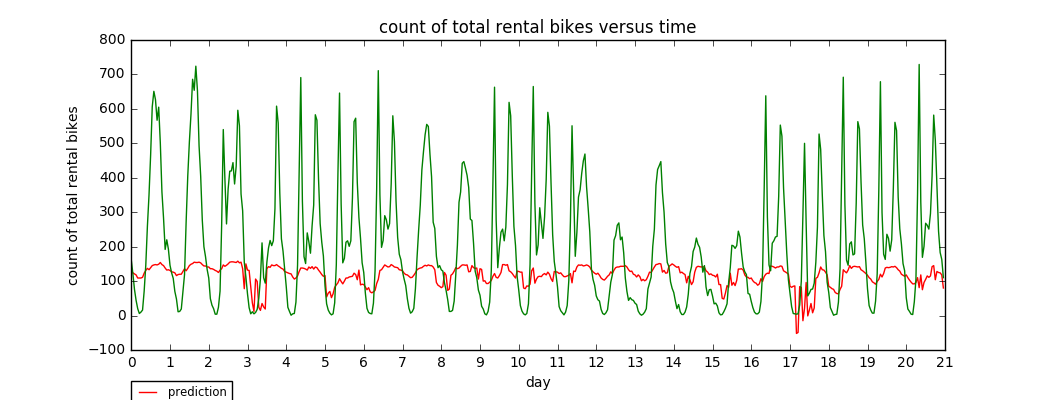 count of total rental bikes versus time
800
700
600
500
400
300
200
100
0
−100
count of total rental bikes
0 1 2 3 4 5 6 7 8 9 10 11 12 13 14 15 16 17 18 19 20 21
day
prediction